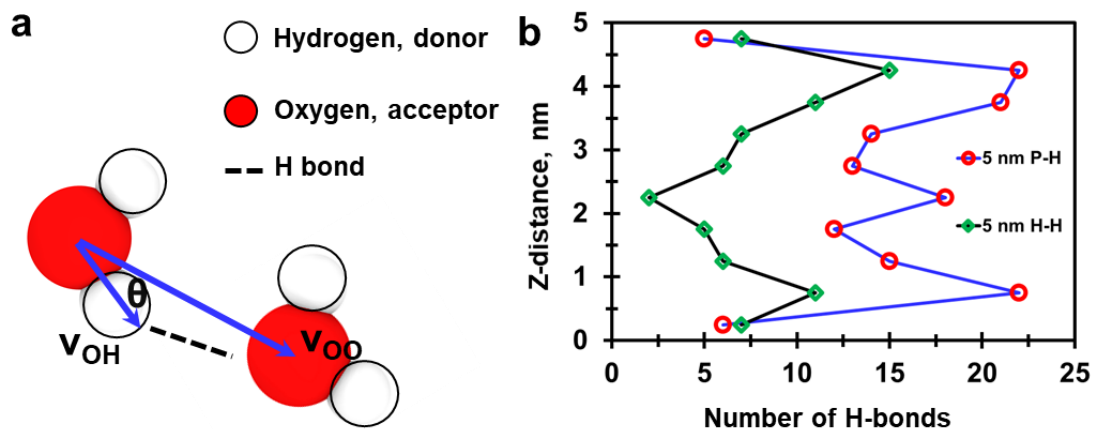 a
Hydrogen, donor
Oxygen, acceptor
H bond
θ
vOH
vOO
b
5
4
3
2
1
0
Z-distance, nm
5 nm P-H
5 nm H-H
0 5 10 15 20 25
Number of H-bonds